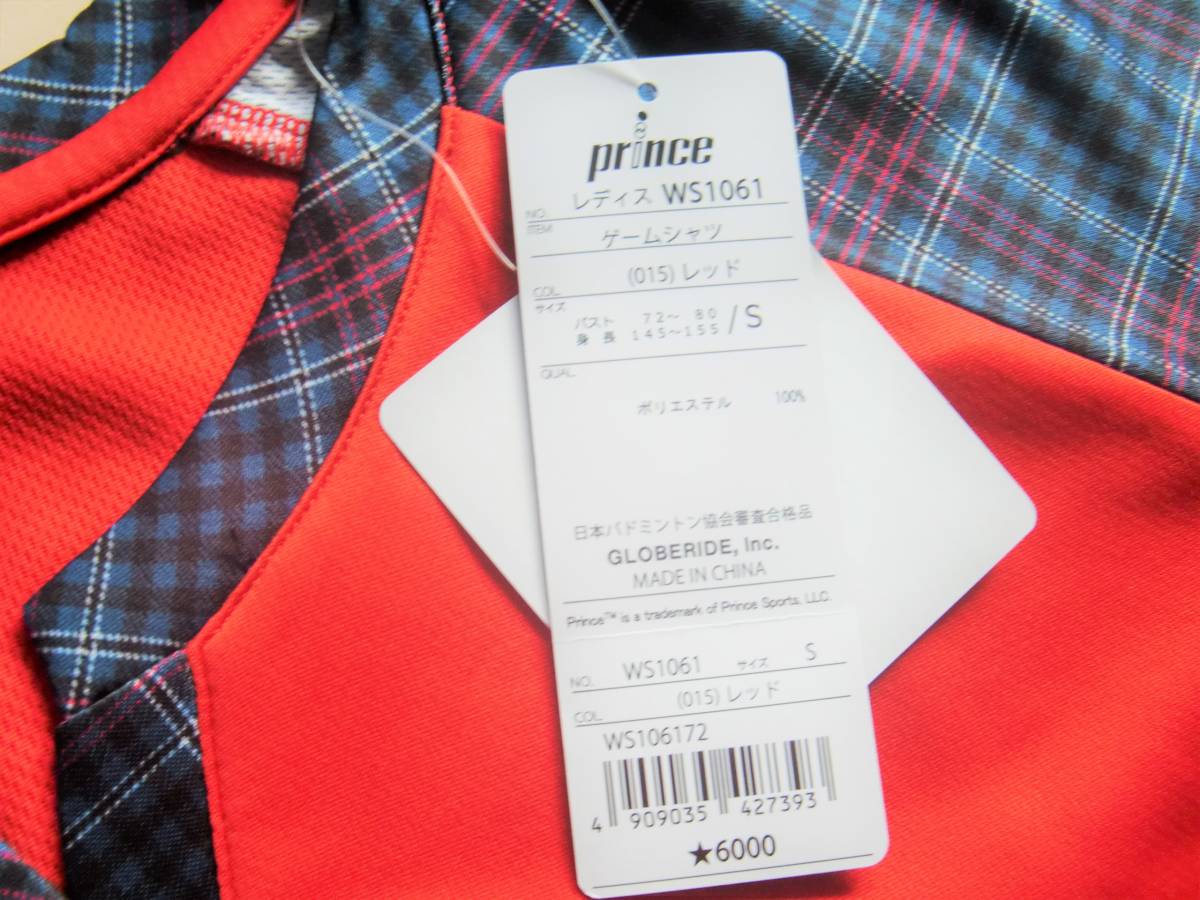 prince
NO. レディス WS1061
ITEM ゲームシャツ
COL. (015) レッド
サイズ バスト 72～ 80 /S
身長 145～155
QUAL.
ポリエステル 100%
日本バドミントン協会審査合格品
GLOBERIDE, Inc.
MADE IN CHINA
Prince™ is a trademark of Prince Sports, LLC.
NO. WS1061 サイズ S
COL. (015) レッド
WS106172
4 909035 427393
★6000